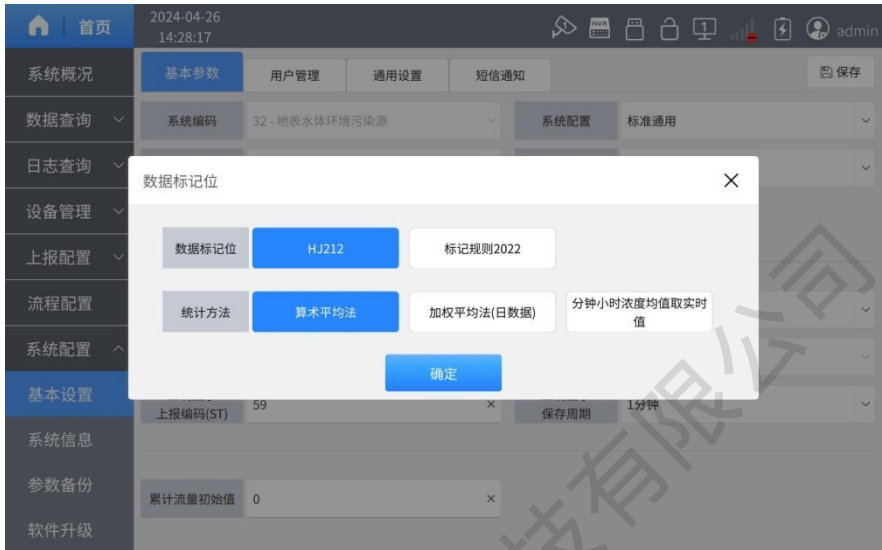 首页
2024-04-26
14:28:17
NVR
1
admin
系统概况
基本参数
用户管理
通用设置
短信通知
保存
数据查询
系统编码
32 - 地表水体环境污染源
系统配置
标准通用
日志查询
数据标记位
设备管理
数据标记位
HJ212
标记规则2022
上报配置
流程配置
统计方法
算术平均法
加权平均法(日数据)
分钟小时浓度均值取实时
值
系统配置
确定
基本设置
上报编码(ST)
59
保存周期
1分钟
系统信息
参数备份
累计流量初始值
0
软件升级
技有限公司